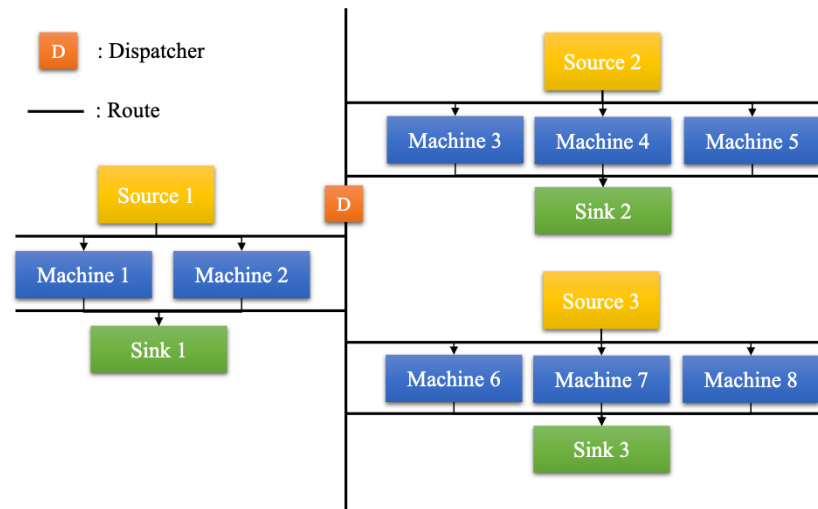 D : Dispatcher
: Route
Source 1
Machine 1 Machine 2
Sink 1
D
Source 2
Machine 3 Machine 4 Machine 5
Sink 2
Source 3
Machine 6 Machine 7 Machine 8
Sink 3